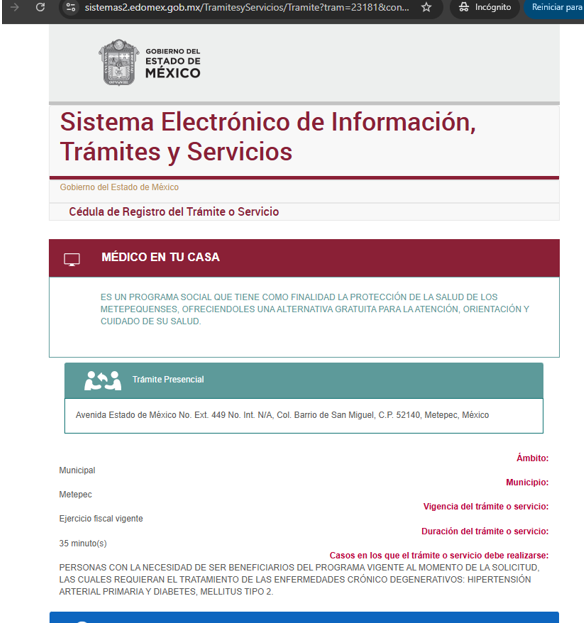 sistemas2.edomex.gob.mx/TramitesyServicios/Tramite?tram=23181&con...
Incógnito
Reiniciar para
GOBIERNO DEL
ESTADO DE
MÉXICO
Sistema Electrónico de Información,
Trámites y Servicios
Gobierno del Estado de México
Cédula de Registro del Trámite o Servicio
MÉDICO EN TU CASA
ES UN PROGRAMA SOCIAL QUE TIENE COMO FINALIDAD LA PROTECCIÓN DE LA SALUD DE LOS
METEPEQUENSES, OFRECIENDOLES UNA ALTERNATIVA GRATUITA PARA LA ATENCIÓN, ORIENTACIÓN Y
CUIDADO DE SU SALUD.
Trámite Presencial
Avenida Estado de México No. Ext. 449 No. Int. N/A, Col. Barrio de San Miguel, C.P. 52140, Metepec, México
Ámbito:
Municipal
Municipio:
Metepec
Vigencia del trámite o servicio:
Ejercicio fiscal vigente
Duración del trámite o servicio:
35 minuto(s)
Casos en los que el trámite o servicio debe realizarse:
PERSONAS CON LA NECESIDAD DE SER BENEFICIARIOS DEL PROGRAMA VIGENTE AL MOMENTO DE LA SOLICITUD,
LAS CUALES REQUIERAN EL TRATAMIENTO DE LAS ENFERMEDADES CRÓNICO DEGENERATIVOS: HIPERTENSIÓN
ARTERIAL PRIMARIA Y DIABETES, MELLITUS TIPO 2.